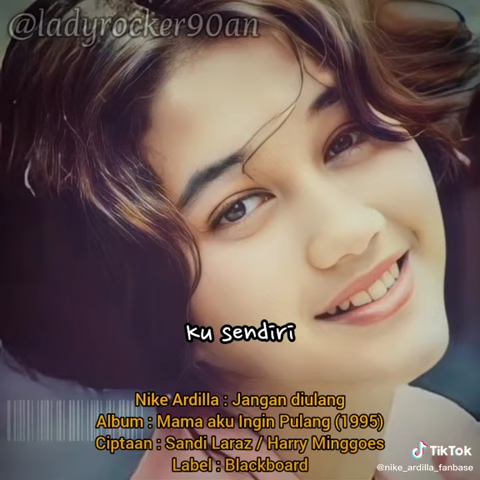 @ladyrocker90an
Ku sendiri
Nike Ardilla : Jangan diulang
Album : Mama aku Ingin Pulang (1995)
Ciptaan : Sandi Laraz / Harry Minggoes
Label : Blackboard
TikTok
@nike_ardilla_fanbase